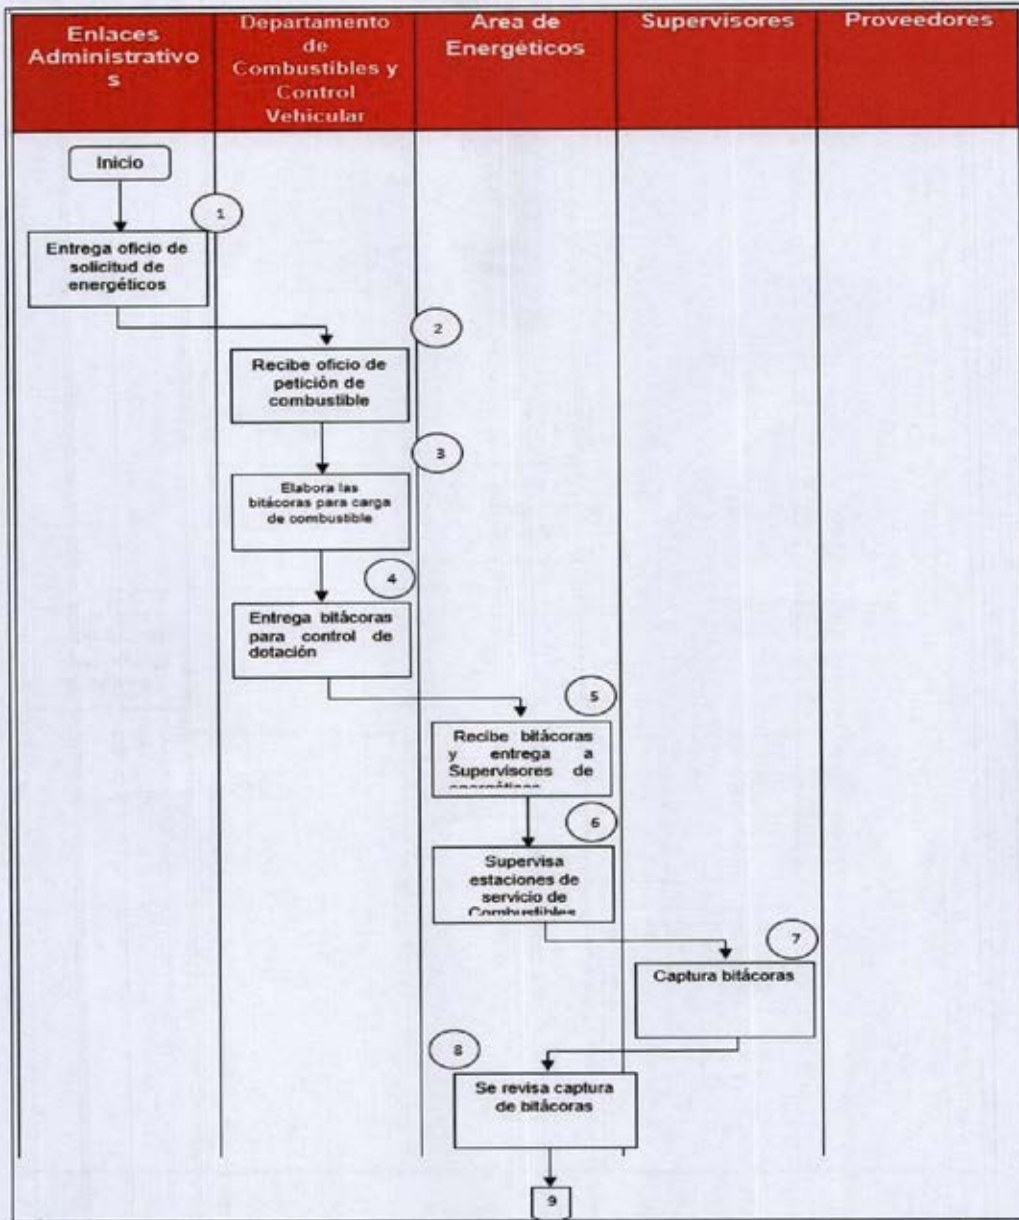 Enlaces
Administrativo
s
Departamento
de
Combustibles y
Control
Vehicular
Area de
Energéticos
Supervisores
Proveedores
Inicio
1
Entrega oficio de
solicitud de
energéticos
2
Recibe oficio de
petición de
combustible
3
Elabora las
bitácoras para carga
de combustible
4
Entrega bitácoras
para control de
dotación
5
Recibe bitácoras
y entrega a
Supervisores de
energéticos
6
Supervisa
estaciones de
servicio de
Combustibles
7
Captura bitácoras
8
Se revisa captura
de bitácoras
9